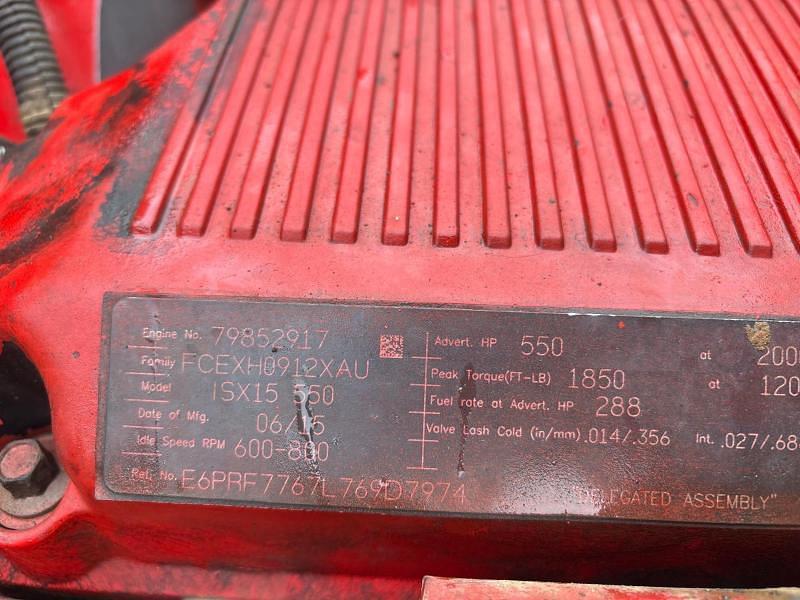 Engine No. 79852917
Family FCEXH0912XAU
Model ISX15 550
Date of Mfg. 06/15
Idle Speed RPM 600-800
Ref. No. E6PRF7767L769D7974
Advert. HP 550 at 200
Peak Torque(FT-LB) 1850 at 120
Fuel rate at Advert. HP 288
Valve Lash Cold (in/mm) .014/.356 Int. .027/.68
"DELEGATED ASSEMBLY"